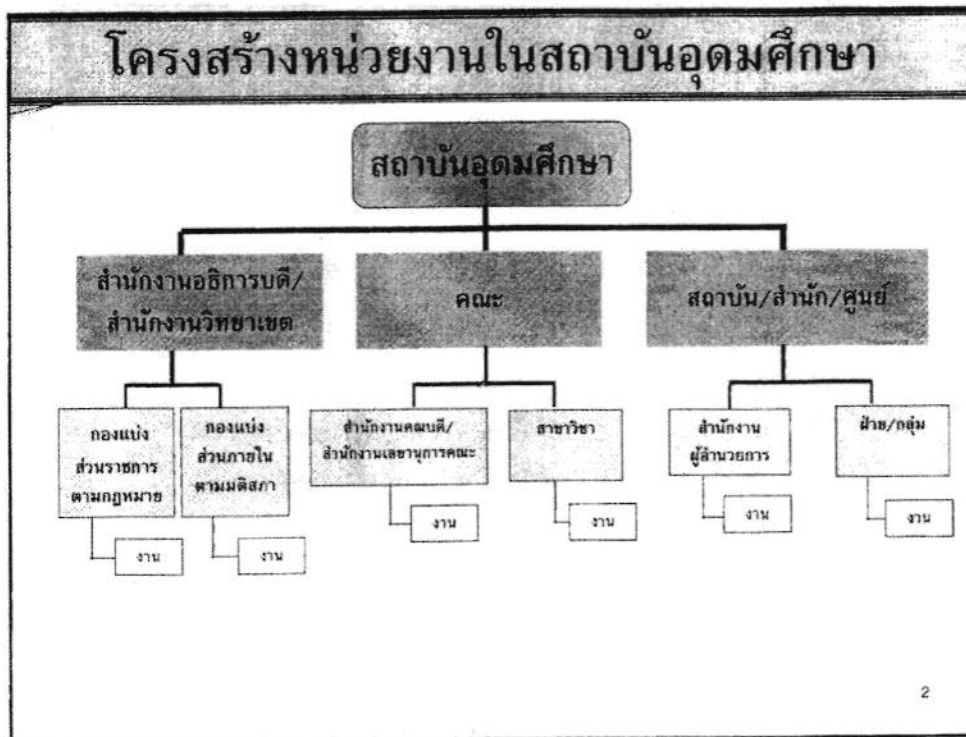 โครงสร้างหน่วยงานในสถาบันอุดมศึกษา
สถาบันอุดมศึกษา
สำนักงานอธิการบดี/
สำนักงานวิทยาเขต
คณะ
สถาบัน/สำนัก/ศูนย์
กองแบ่ง
ส่วนราชการ
ตามกฎหมาย
กองแบ่ง
ส่วนภายใน
ตามมติสภา
สำนักงานคณบดี/
สำนักงานเลขานุการคณะ
สาขาวิชา
สำนักงาน
ผู้อำนวยการ
ฝ่าย/กลุ่ม
งาน
งาน
งาน
งาน
งาน
งาน
2